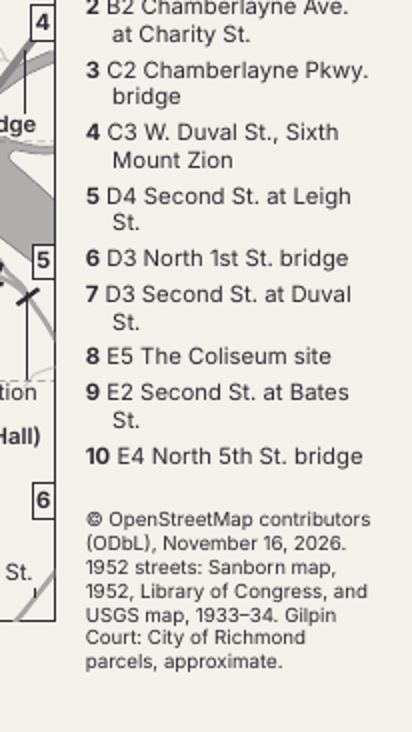 4
dge
5
tion
Hall)
6
St.
2 B2 Chamberlayne Ave.
at Charity St.
3 C2 Chamberlayne Pkwy.
bridge
4 C3 W. Duval St., Sixth
Mount Zion
5 D4 Second St. at Leigh
St.
6 D3 North 1st St. bridge
7 D3 Second St. at Duval
St.
8 E5 The Coliseum site
9 E2 Second St. at Bates
St.
10 E4 North 5th St. bridge
© OpenStreetMap contributors
(ODbL), November 16, 2026.
1952 streets: Sanborn map,
1952, Library of Congress, and
USGS map, 1933–34. Gilpin
Court: City of Richmond
parcels, approximate.